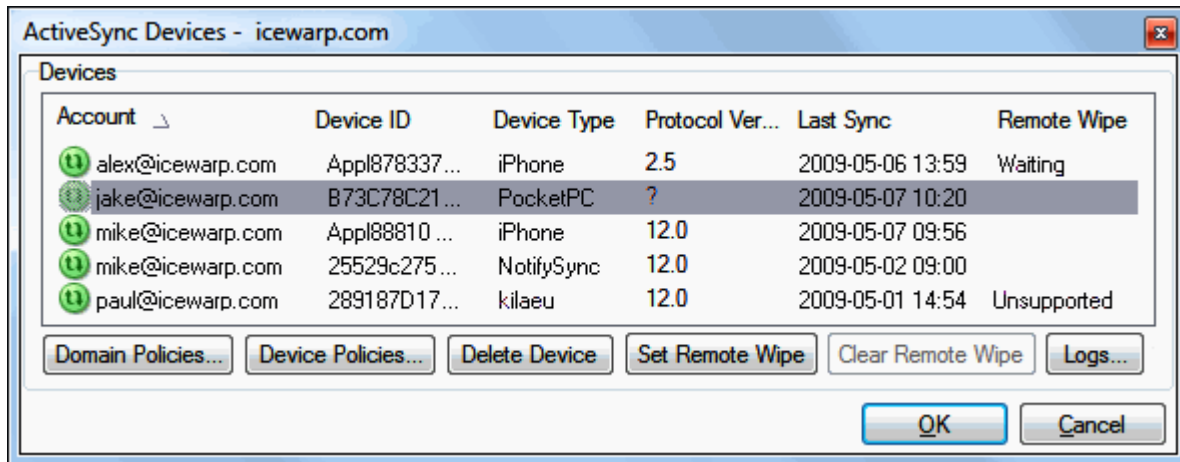 ActiveSync Devices - icewarp.com
Devices
Account Device ID Device Type Protocol Ver... Last Sync Remote Wipe
alex@icewarp.com Appl878337... iPhone 2.5 2009-05-06 13:59 Waiting
jake@icewarp.com B73C78C21... PocketPC ? 2009-05-07 10:20
mike@icewarp.com Appl88810 ... iPhone 12.0 2009-05-07 09:56
mike@icewarp.com 25529c275... NotifySync 12.0 2009-05-02 09:00
paul@icewarp.com 289187D17... kilaeu 12.0 2009-05-01 14:54 Unsupported
Domain Policies... Device Policies... Delete Device Set Remote Wipe Clear Remote Wipe Logs...
OK Cancel